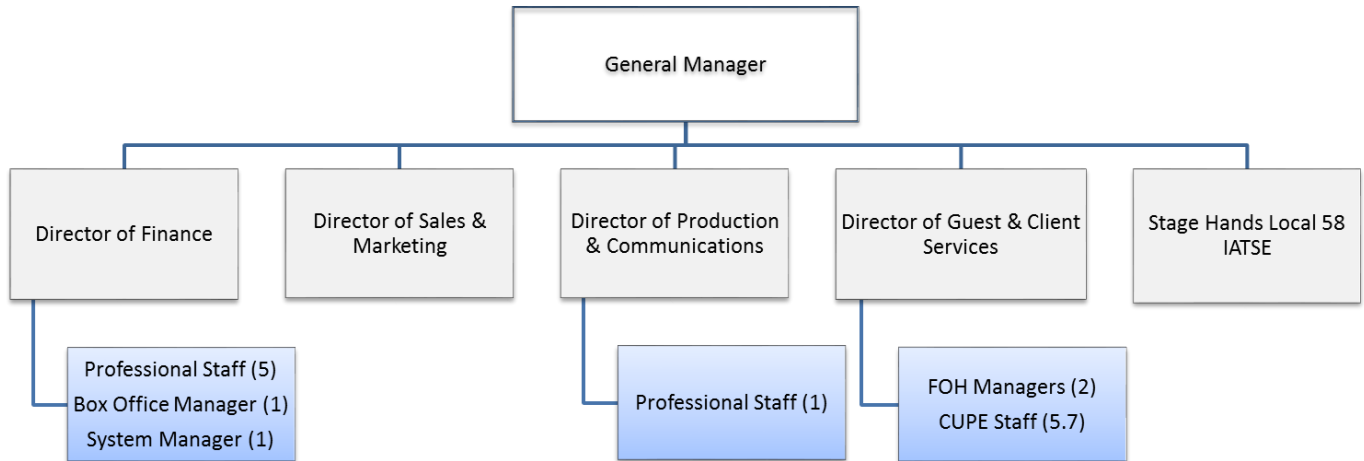 General Manager
Director of Finance
Director of Sales &
Marketing
Director of Production
& Communications
Director of Guest & Client
Services
Stage Hands Local 58
IATSE
Professional Staff (5)
Box Office Manager (1)
System Manager (1)
Professional Staff (1)
FOH Managers (2)
CUPE Staff (5.7)